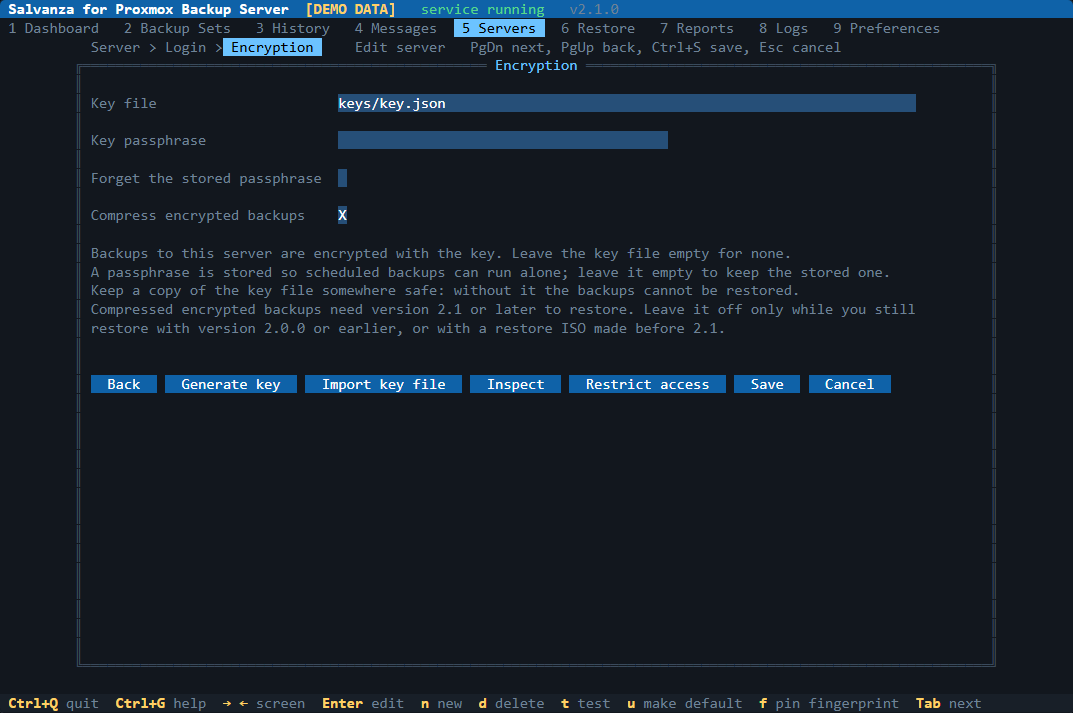 Salvanza for Proxmox Backup Server [DEMO DATA] service running v2.1.0
1 Dashboard 2 Backup Sets 3 History 4 Messages 5 Servers 6 Restore 7 Reports 8 Logs 9 Preferences
Server > Login > Encryption Edit server PgDn next, PgUp back, Ctrl+S save, Esc cancel
Encryption
Key file keys/key.json
Key passphrase
Forget the stored passphrase
Compress encrypted backups X
Backups to this server are encrypted with the key. Leave the key file empty for none.
A passphrase is stored so scheduled backups can run alone; leave it empty to keep the stored one.
Keep a copy of the key file somewhere safe: without it the backups cannot be restored.
Compressed encrypted backups need version 2.1 or later to restore. Leave it off only while you still
restore with version 2.0.0 or earlier, or with a restore ISO made before 2.1.
Back Generate key Import key file Inspect Restrict access Save Cancel
Ctrl+Q quit Ctrl+G help → ← screen Enter edit n new d delete t test u make default f pin fingerprint Tab next